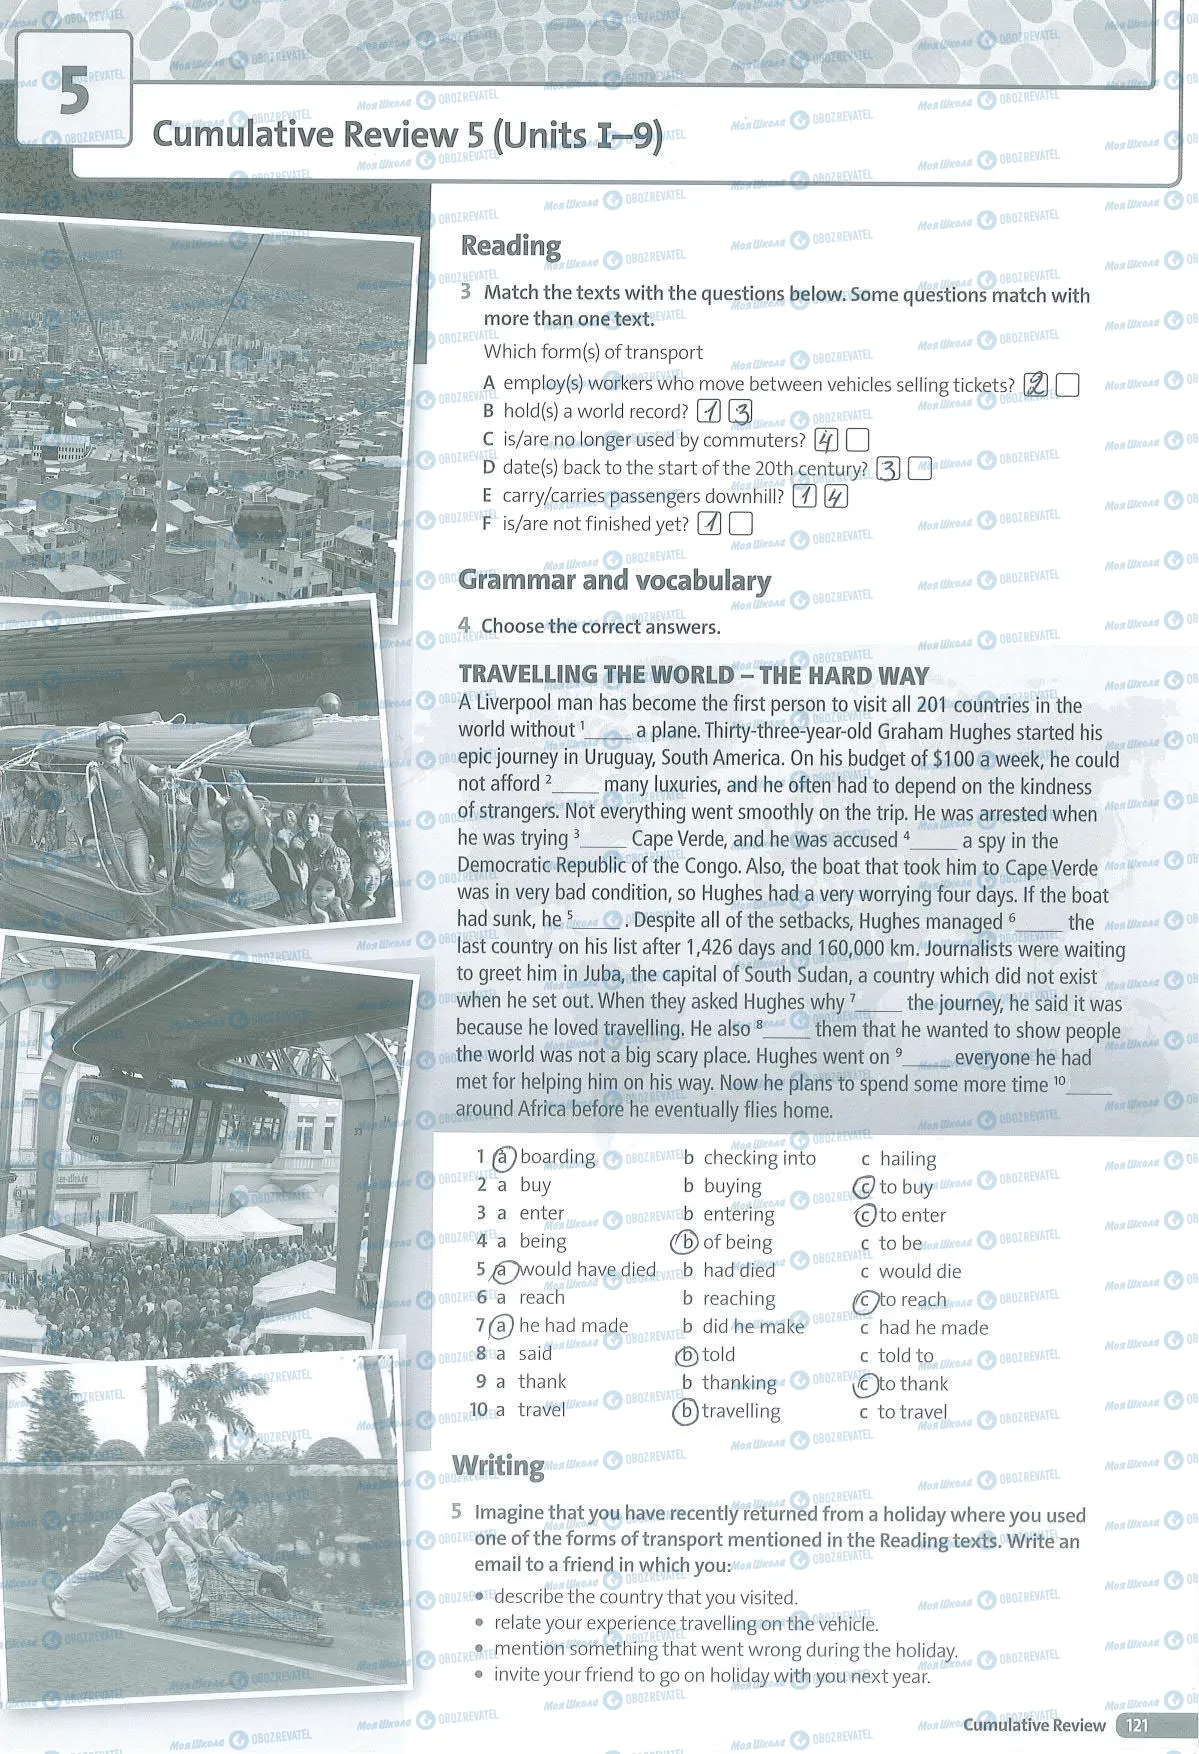 5
Cumulative Review 5 (Units I–9)
Reading
3 Match the texts with the questions below. Some questions match with
more than one text.
Which form(s) of transport
A employ(s) workers who move between vehicles selling tickets? 2
B hold(s) a world record? 1 3
C is/are no longer used by commuters? 4
D date(s) back to the start of the 20th century? 3
E carry/carries passengers downhill? 1 4
F is/are not finished yet? 1
Grammar and vocabulary
4 Choose the correct answers.
TRAVELLING THE WORLD – THE HARD WAY
A Liverpool man has become the first person to visit all 201 countries in the
world without 1____ a plane. Thirty-three-year-old Graham Hughes started his
epic journey in Uruguay, South America. On his budget of $100 a week, he could
not afford 2____ many luxuries, and he often had to depend on the kindness
of strangers. Not everything went smoothly on the trip. He was arrested when
he was trying 3____ Cape Verde, and he was accused 4____ a spy in the
Democratic Republic of the Congo. Also, the boat that took him to Cape Verde
was in very bad condition, so Hughes had a very worrying four days. If the boat
had sunk, he 5____. Despite all of the setbacks, Hughes managed 6____ the
last country on his list after 1,426 days and 160,000 km. Journalists were waiting
to greet him in Juba, the capital of South Sudan, a country which did not exist
when he set out. When they asked Hughes why 7____ the journey, he said it was
because he loved travelling. He also 8____ them that he wanted to show people
the world was not a big scary place. Hughes went on 9____ everyone he had
met for helping him on his way. Now he plans to spend some more time 10____
around Africa before he eventually flies home.
1 a boarding b checking into c hailing
2 a buy b buying c to buy
3 a enter b entering c to enter
4 a being b of being c to be
5 a would have died b had died c would die
6 a reach b reaching c to reach
7 a he had made b did he make c had he made
8 a said b told c told to
9 a thank b thanking c to thank
10 a travel b travelling c to travel
Writing
5 Imagine that you have recently returned from a holiday where you used
one of the forms of transport mentioned in the Reading texts. Write an
email to a friend in which you:
• describe the country that you visited.
• relate your experience travelling on the vehicle.
• mention something that went wrong during the holiday.
• invite your friend to go on holiday with you next year.
Cumulative Review 121
Моя Школа OBOZREVATEL